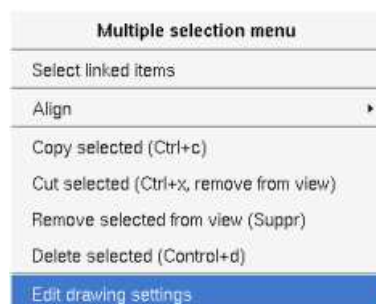 Multiple selection menu
Select linked items
Align
Copy selected (Ctrl+c)
Cut selected (Ctrl+x, remove from view)
Remove selected from view (Suppr)
Delete selected (Control+d)
Edit drawing settings